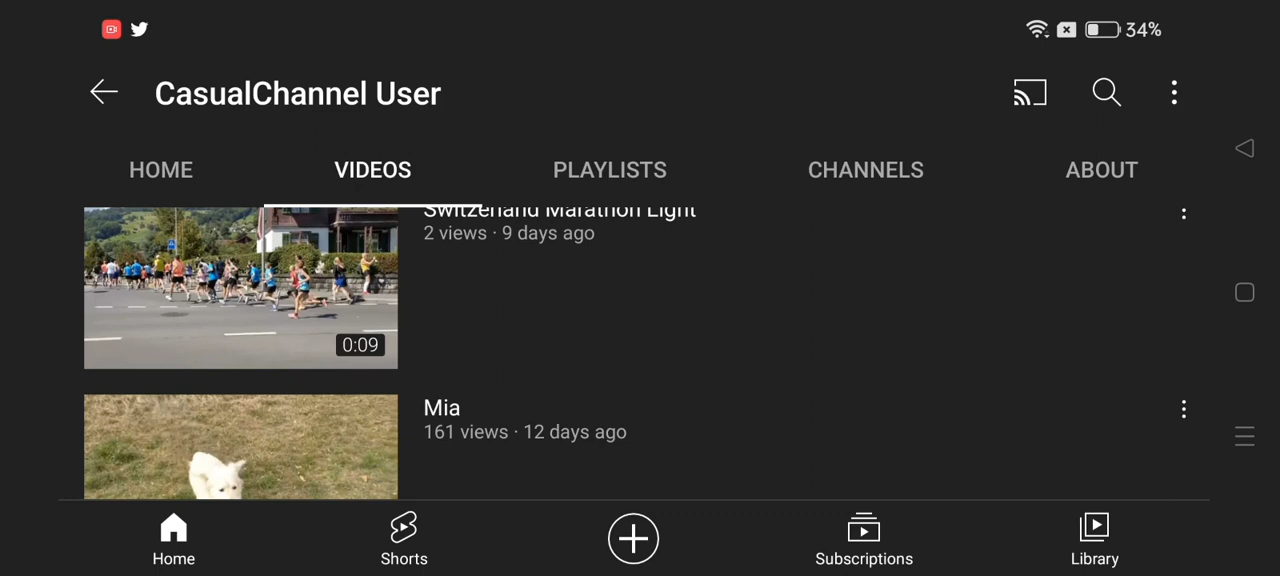 34%
CasualChannel User
HOME VIDEOS PLAYLISTS CHANNELS ABOUT
Switzerland Marathon Light
2 views · 9 days ago
0:09
Mia
161 views · 12 days ago
Home Shorts Subscriptions Library